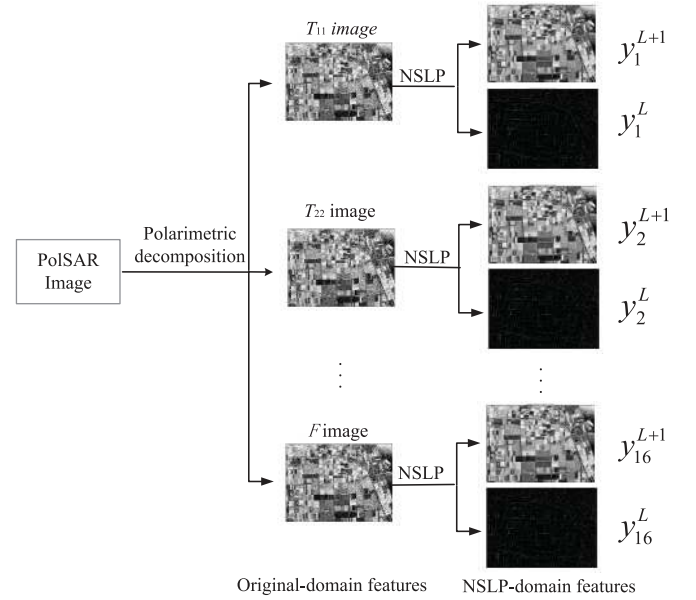 T₁₁ image
NSLP
y₁ᴸ⁺¹
y₁ᴸ
T₂₂ image
Polarimetric
decomposition
NSLP
y₂ᴸ⁺¹
y₂ᴸ
PolSAR
Image
F image
NSLP
y₁₆ᴸ⁺¹
y₁₆ᴸ
Original-domain features
NSLP-domain features